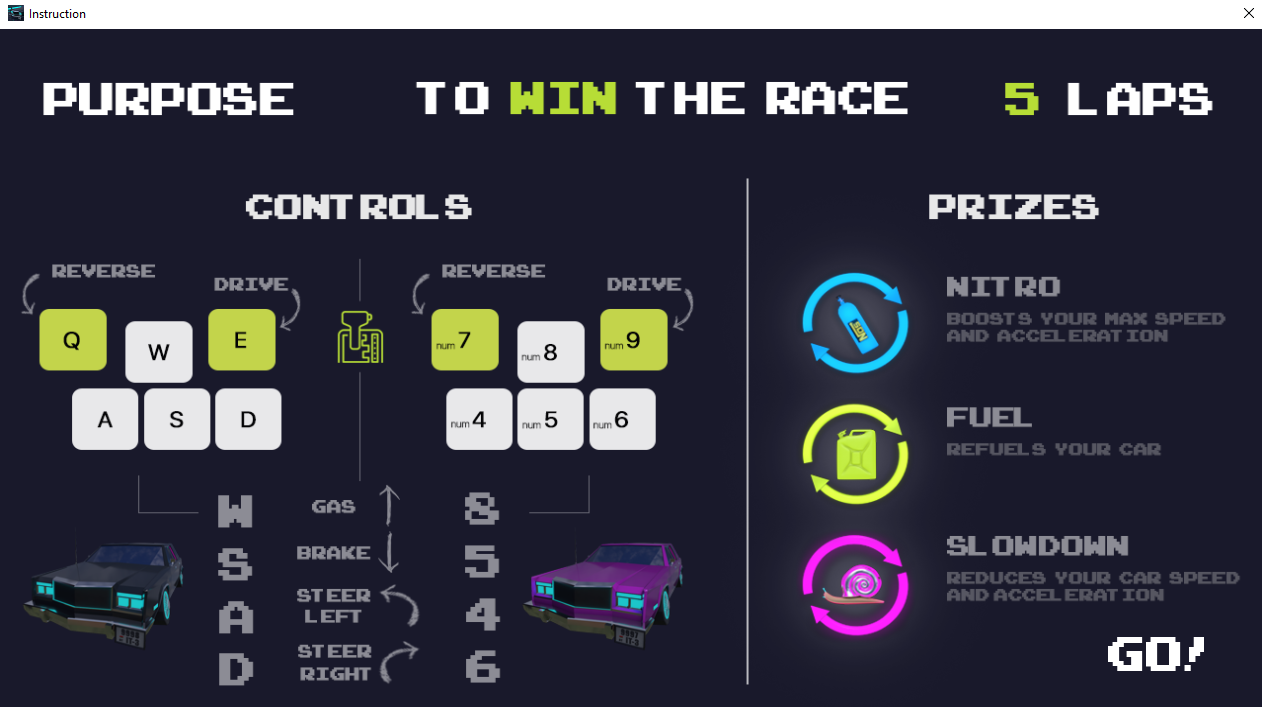 Instruction
PURPOSE
TO WIN THE RACE
5 LAPS
CONTROLS
REVERSE
DRIVE
Q
W
E
A
S
D
REVERSE
DRIVE
num 7
num 8
num 9
num 4
num 5
num 6
W
GAS
8
S
BRAKE
5
A
STEER
LEFT
4
D
STEER
RIGHT
6
PRIZES
NITRO
BOOSTS YOUR MAX SPEED
AND ACCELERATION
FUEL
REFUELS YOUR CAR
SLOWDOWN
REDUCES YOUR CAR SPEED
AND ACCELERATION
GO!